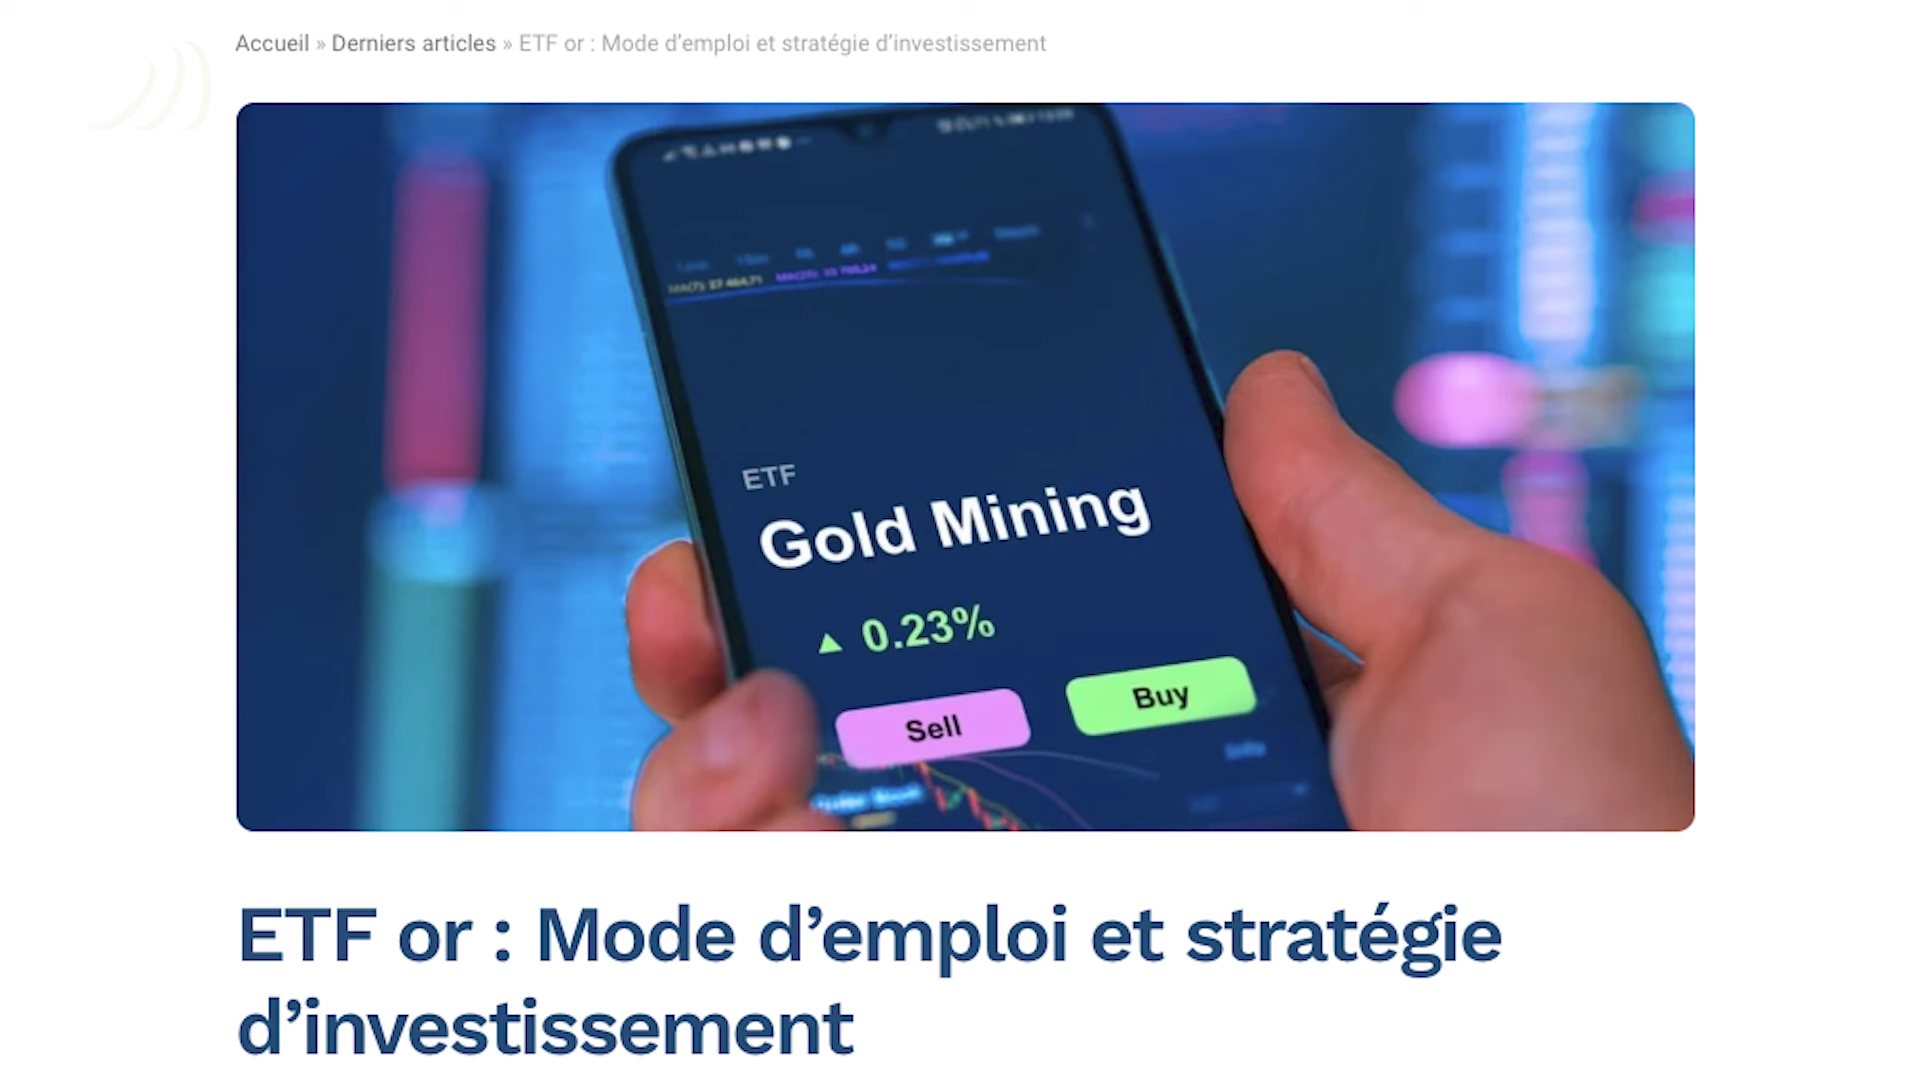 Accueil » Derniers articles » ETF or : Mode d’emploi et stratégie d’investissement
ETF
Gold Mining
▲ 0.23%
Sell
Buy
ETF or : Mode d’emploi et stratégie
d’investissement